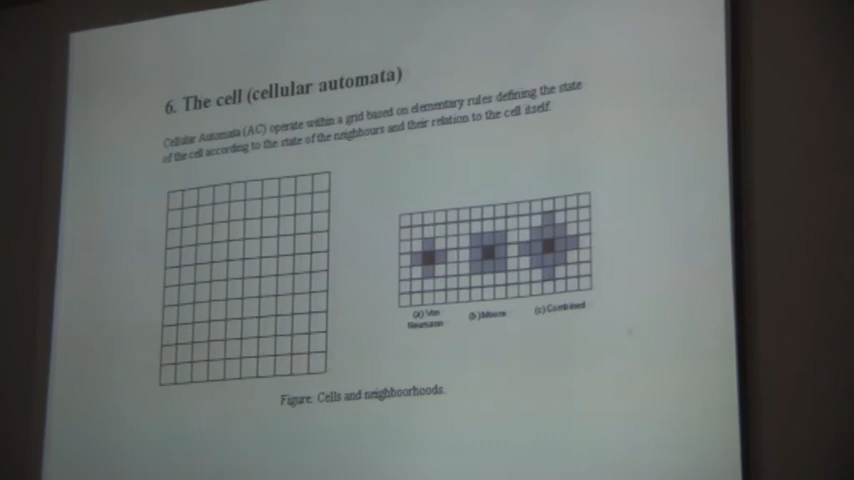 6. The cell (cellular automata)
Cellular Automata (AC) operate within a grid based on elementary rules defining the state
of the cell according to the state of the neighbours and their relation to the cell itself.
(a) Von
Neumann
(b) Moore
(c) Combined
Figure. Cells and neighbourhoods.